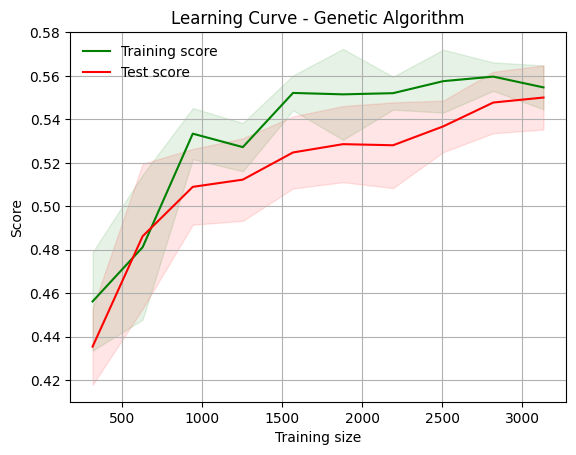 Learning Curve - Genetic Algorithm
Training score
Test score
Score
0.58
0.56
0.54
0.52
0.50
0.48
0.46
0.44
0.42
500 1000 1500 2000 2500 3000
Training size